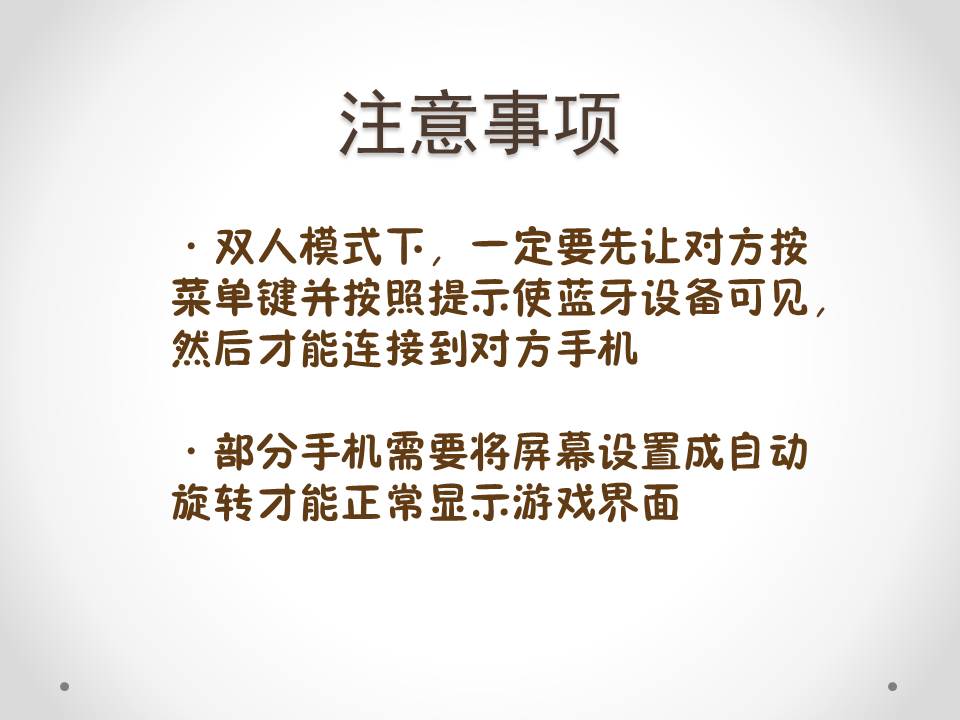 注意事项
·双人模式下，一定要先让对方按
菜单键并按照提示使蓝牙设备可见，
然后才能连接到对方手机
·部分手机需要将屏幕设置成自动
旋转才能正常显示游戏界面